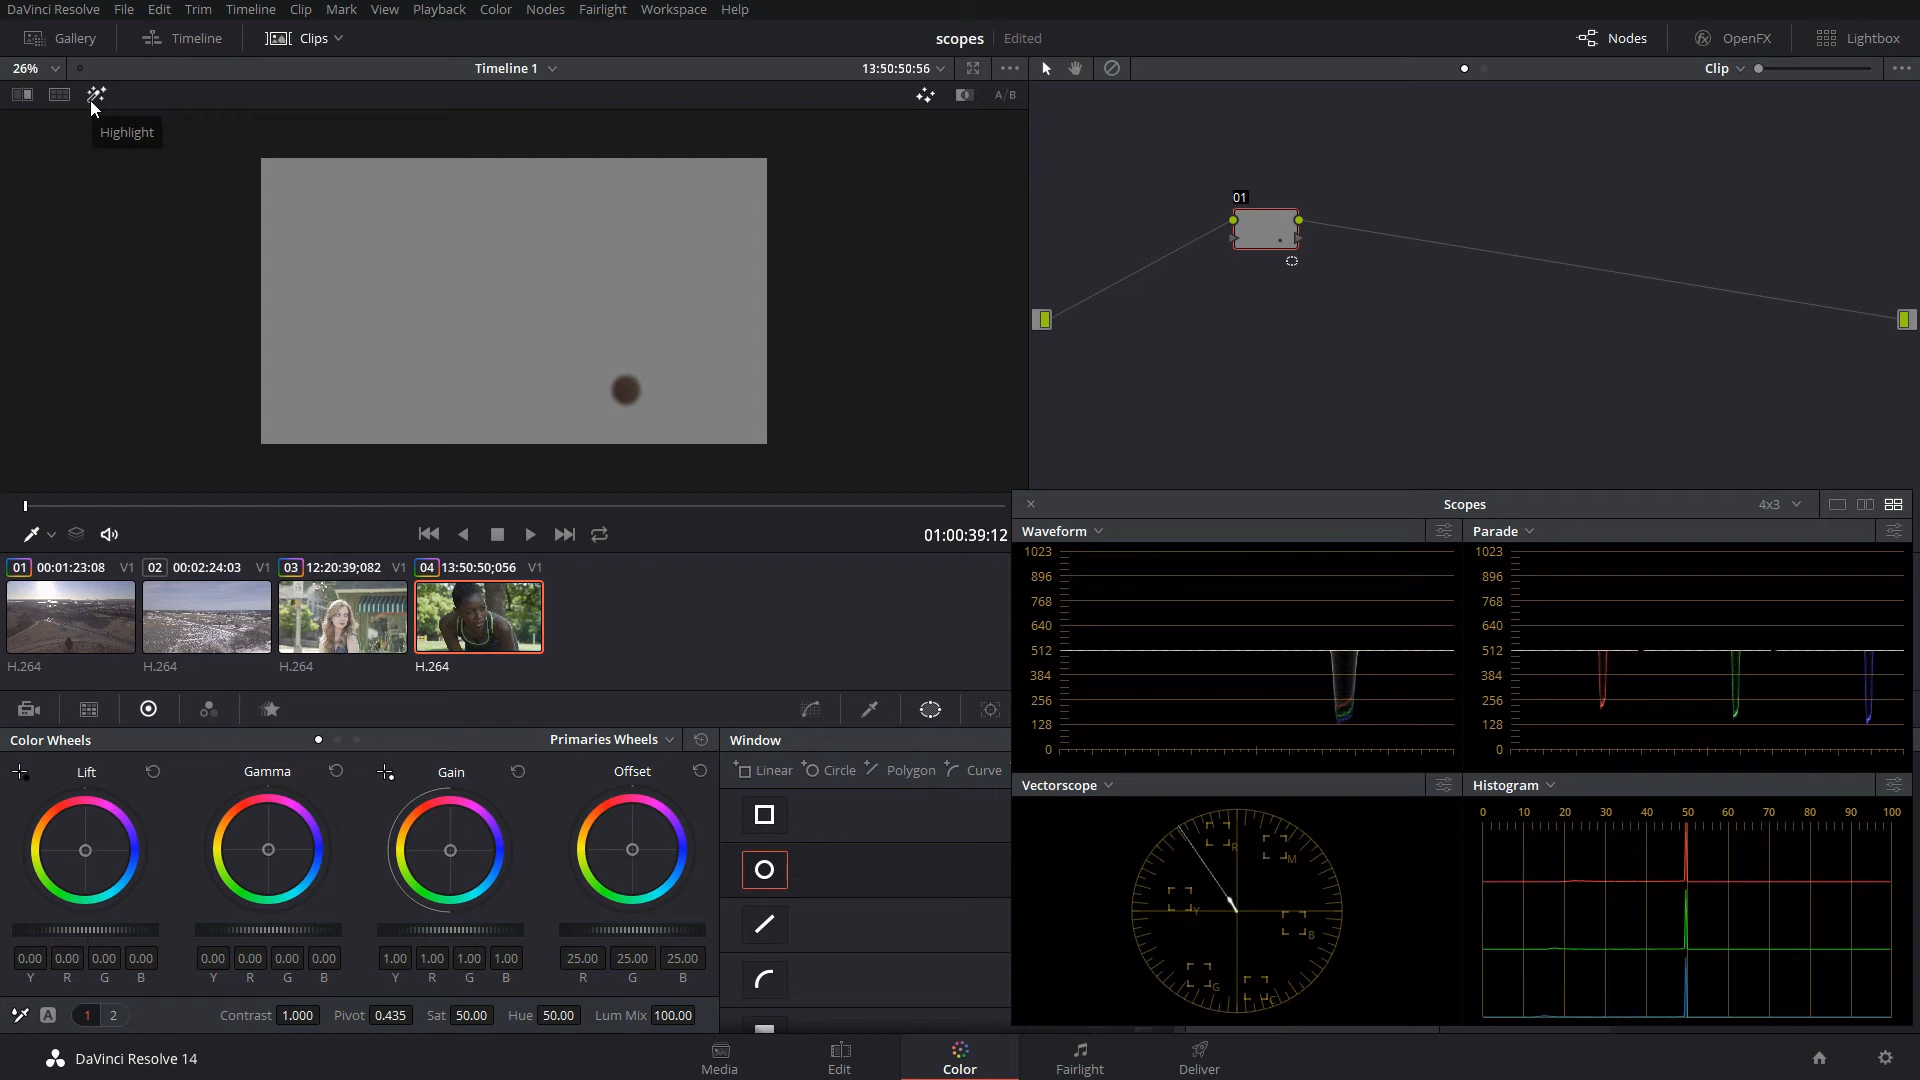 DaVinci Resolve File Edit Trim Timeline Clip Mark View Playback Color Nodes Fairlight Workspace Help
Gallery Timeline Clips scopes Edited Nodes OpenFX Lightbox
26% Timeline 1 13:50:50:56 Clip
A/B
Highlight
01
Scopes 4x3
Waveform Parade
1023 1023
896 896
768 768
640 640
512 512
384 384
256 256
128 128
0 0
01:00:39:12
01 00:01:23:08 V1 02 00:02:24:03 V1 03 12:20:39;082 V1 04 13:50:50;056 V1
H.264 H.264 H.264 H.264
Color Wheels Primaries Wheels Window
Lift Gamma Gain Offset Linear Circle Polygon Curve
0.00 0.00 0.00 0.00 0.00 0.00 0.00 0.00 1.00 1.00 1.00 1.00 25.00 25.00 25.00
Y R G B Y R G B Y R G B R G B
A 1 2 Contrast 1.000 Pivot 0.435 Sat 50.00 Hue 50.00 Lum Mix 100.00
Vectorscope Histogram
R M Y B G C
0 10 20 30 40 50 60 70 80 90 100
DaVinci Resolve 14 Media Edit Color Fairlight Deliver